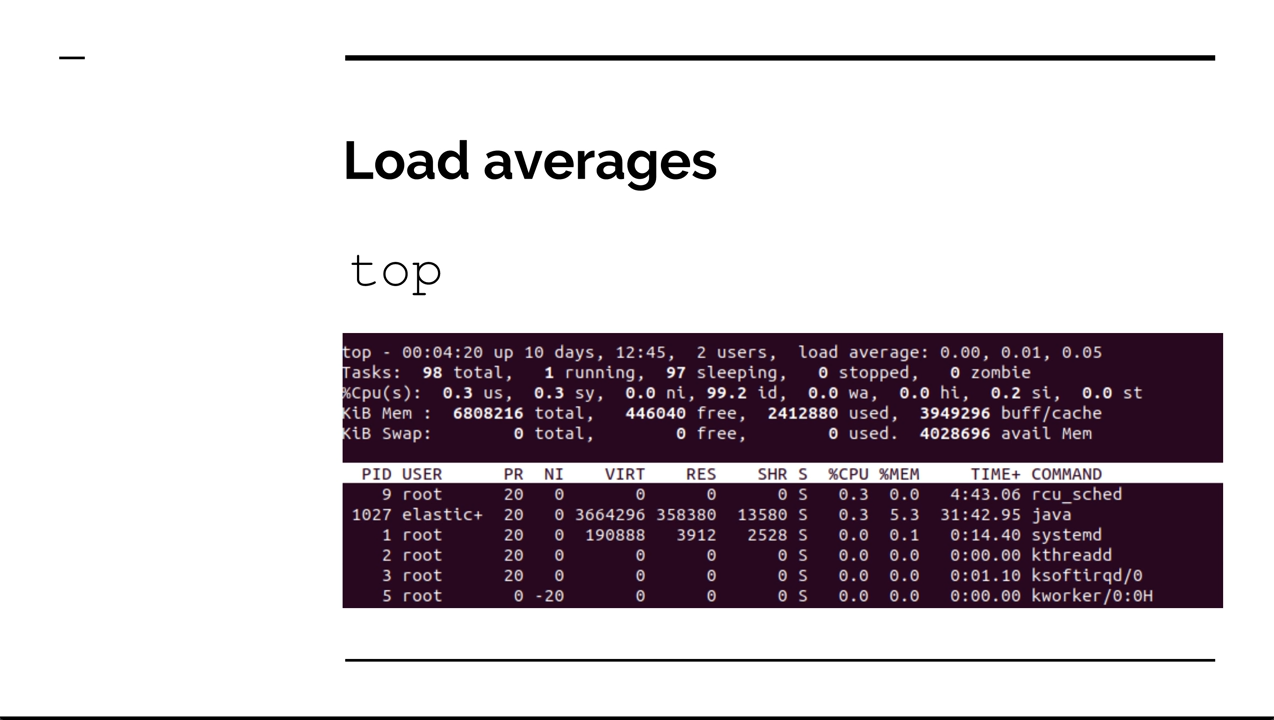 Load averages
top
top - 00:04:20 up 10 days, 12:45,  2 users,  load average: 0.00, 0.01, 0.05
Tasks:  98 total,   1 running,  97 sleeping,   0 stopped,   0 zombie
%Cpu(s):  0.3 us,  0.3 sy,  0.0 ni, 99.2 id,  0.0 wa,  0.0 hi,  0.2 si,  0.0 st
KiB Mem :  6808216 total,   446040 free,  2412880 used,  3949296 buff/cache
KiB Swap:        0 total,        0 free,        0 used.  4028696 avail Mem
  PID USER      PR  NI    VIRT    RES    SHR S  %CPU %MEM     TIME+ COMMAND
    9 root      20   0       0      0      0 S   0.3  0.0   4:43.06 rcu_sched
 1027 elastic+  20   0 3664296 358380  13580 S   0.3  5.3  31:42.95 java
    1 root      20   0  190888   3912   2528 S   0.0  0.1   0:14.40 systemd
    2 root      20   0       0      0      0 S   0.0  0.0   0:00.00 kthreadd
    3 root      20   0       0      0      0 S   0.0  0.0   0:01.10 ksoftirqd/0
    5 root       0 -20       0      0      0 S   0.0  0.0   0:00.00 kworker/0:0H